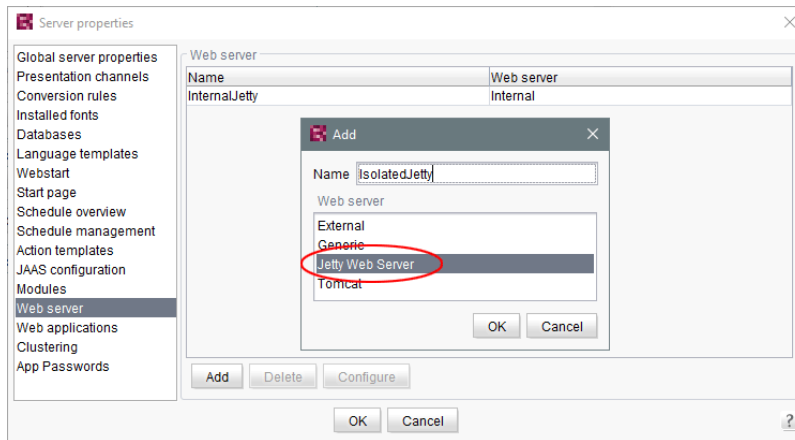 Server properties
Global server properties
Presentation channels
Conversion rules
Installed fonts
Databases
Language templates
Webstart
Start page
Schedule overview
Schedule management
Action templates
JAAS configuration
Modules
Web server
Web applications
Clustering
App Passwords
Web server
Name Web server
InternalJetty Internal
Add
Name IsolatedJetty
Web server
External
Generic
Jetty Web Server
Tomcat
OK Cancel
Add Delete Configure
OK Cancel
?